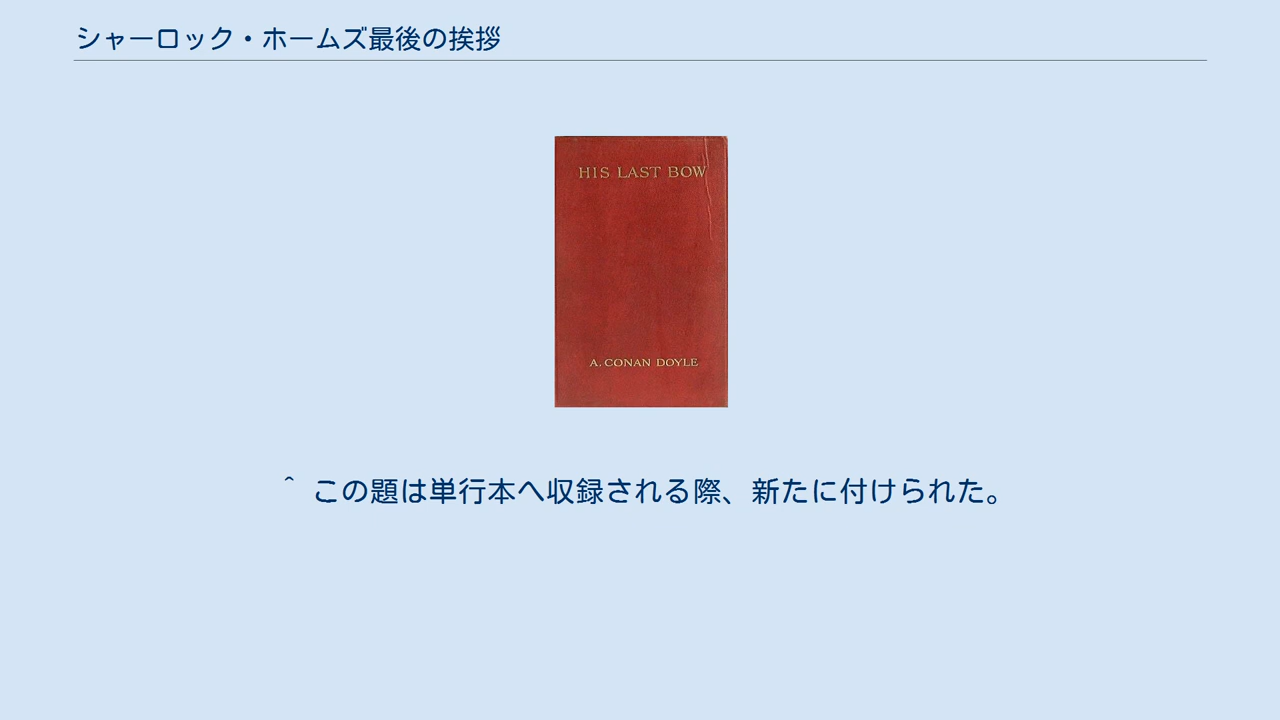 シャーロック・ホームズ最後の挨拶
HIS LAST BOW
A. CONAN DOYLE
^ この題は単行本へ収録される際、新たに付けられた。